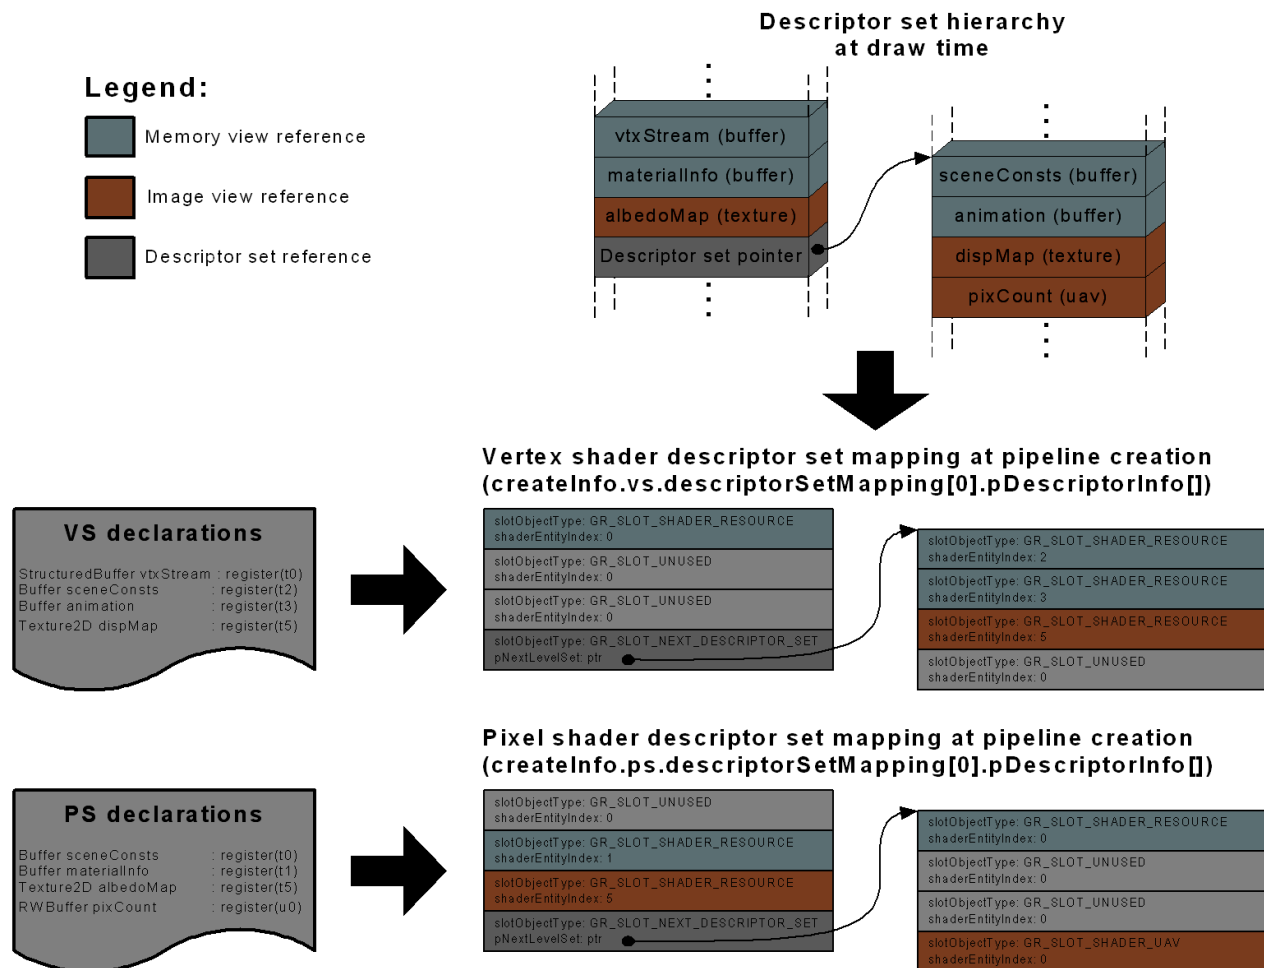 Descriptor set hierarchy
at draw time
Legend:
Memory view reference
Image view reference
Descriptor set reference
vtxStream (buffer)
materialInfo (buffer)
albedoMap (texture)
Descriptor set pointer
sceneConsts (buffer)
animation (buffer)
dispMap (texture)
pixCount (uav)
Vertex shader descriptor set mapping at pipeline creation
(createInfo.vs.descriptorSetMapping[0].pDescriptorInfo[])
VS declarations
StructuredBuffer vtxStream : register(t0)
Buffer sceneConsts : register(t2)
Buffer animation : register(t3)
Texture2D dispMap : register(t5)
slotObjectType: GR_SLOT_SHADER_RESOURCE
shaderEntityIndex: 0
slotObjectType: GR_SLOT_UNUSED
shaderEntityIndex: 0
slotObjectType: GR_SLOT_UNUSED
shaderEntityIndex: 0
slotObjectType: GR_SLOT_NEXT_DESCRIPTOR_SET
pNextLevelSet: ptr
slotObjectType: GR_SLOT_SHADER_RESOURCE
shaderEntityIndex: 2
slotObjectType: GR_SLOT_SHADER_RESOURCE
shaderEntityIndex: 3
slotObjectType: GR_SLOT_SHADER_RESOURCE
shaderEntityIndex: 5
slotObjectType: GR_SLOT_UNUSED
shaderEntityIndex: 0
Pixel shader descriptor set mapping at pipeline creation
(createInfo.ps.descriptorSetMapping[0].pDescriptorInfo[])
PS declarations
Buffer sceneConsts : register(t0)
Buffer materialInfo : register(t1)
Texture2D albedoMap : register(t5)
RWBuffer pixCount : register(u0)
slotObjectType: GR_SLOT_UNUSED
shaderEntityIndex: 0
slotObjectType: GR_SLOT_SHADER_RESOURCE
shaderEntityIndex: 1
slotObjectType: GR_SLOT_SHADER_RESOURCE
shaderEntityIndex: 5
slotObjectType: GR_SLOT_NEXT_DESCRIPTOR_SET
pNextLevelSet: ptr
slotObjectType: GR_SLOT_SHADER_RESOURCE
shaderEntityIndex: 0
slotObjectType: GR_SLOT_UNUSED
shaderEntityIndex: 0
slotObjectType: GR_SLOT_UNUSED
shaderEntityIndex: 0
slotObjectType: GR_SLOT_SHADER_UAV
shaderEntityIndex: 0